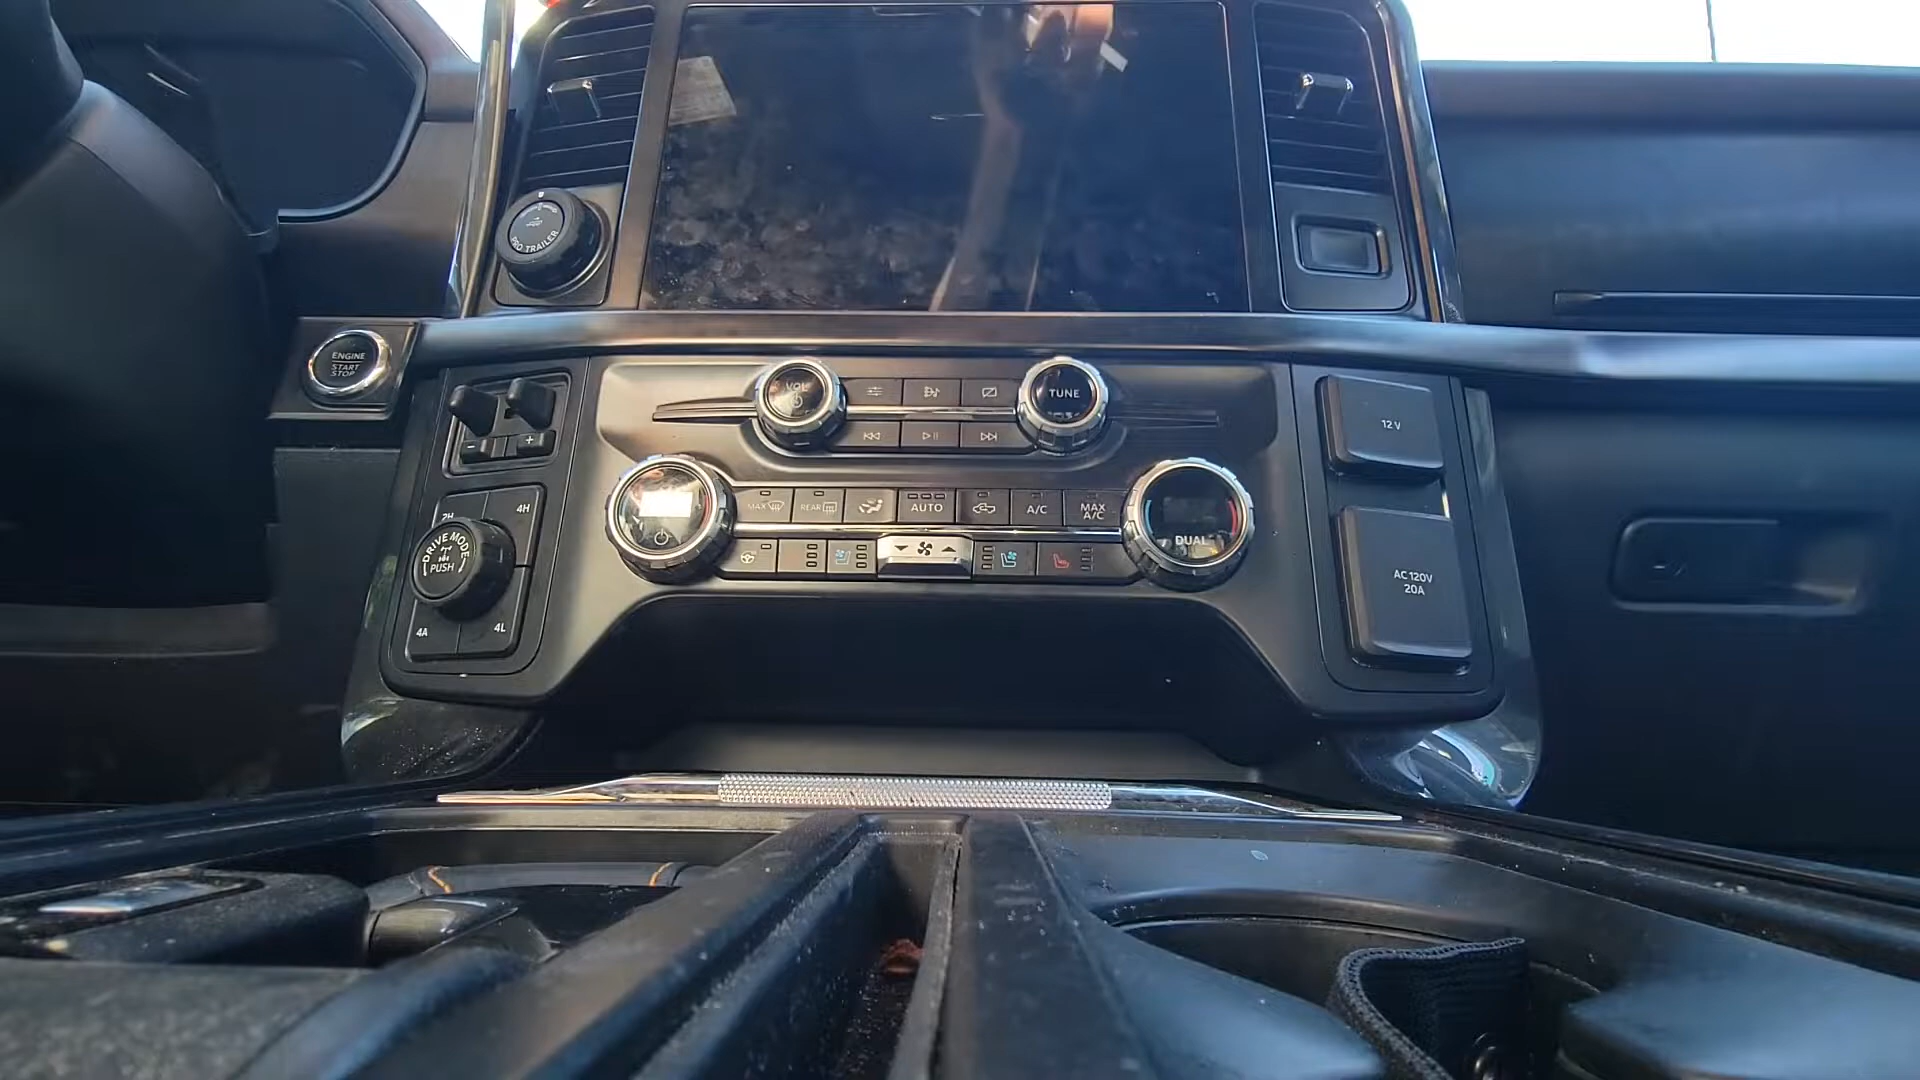 PRO TRAILER
ENGINE
START
STOP
VOL
TUNE
12V
-
+
MAX
REAR
AUTO
A/C
MAX
A/C
DUAL
2H
4H
DRIVE MODE
PUSH
4A
4L
AC 120V
20A